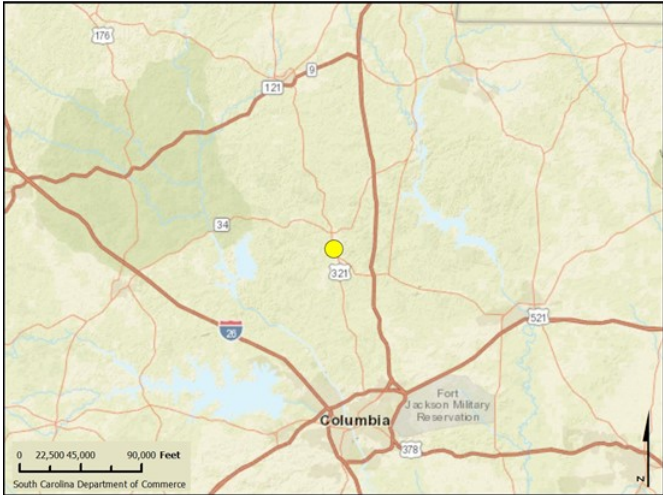 176
9
121
34
321
521
26
Fort
Jackson Military
Reservation
Columbia
378
0 22,500 45,000 90,000 Feet
South Carolina Department of Commerce
N